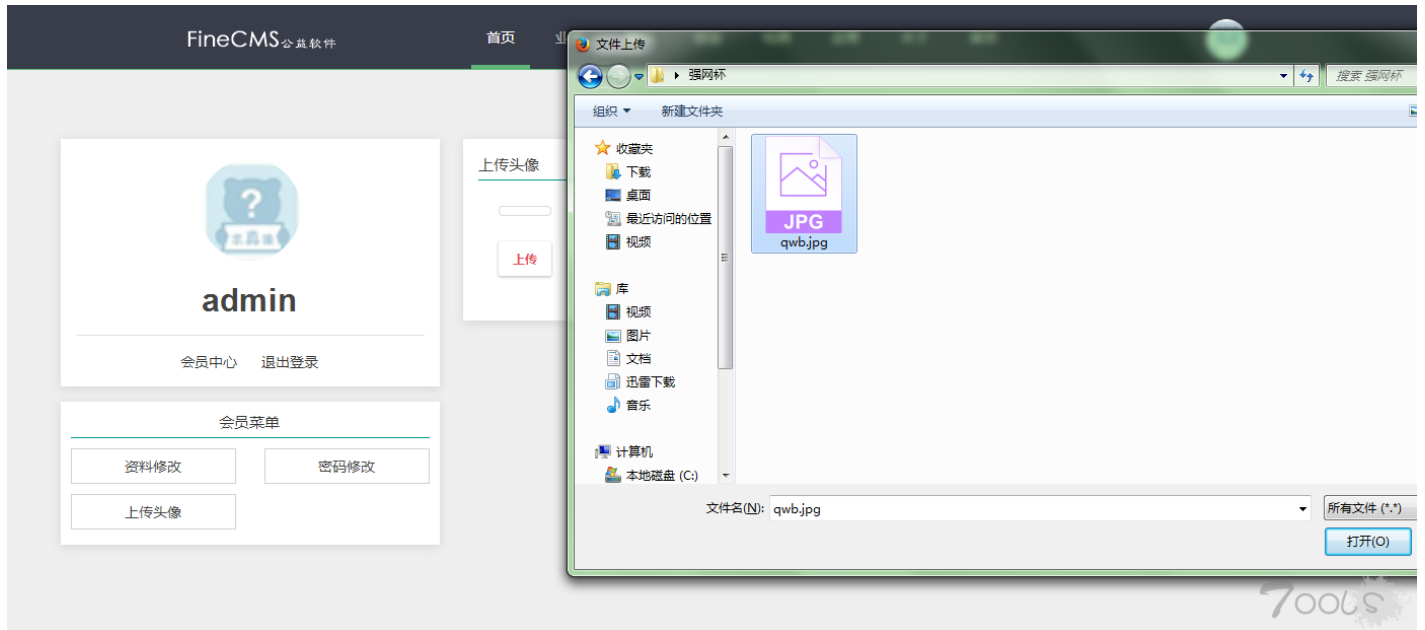 FineCMS公益软件
首页 业
?
admin
会员中心 退出登录
会员菜单
资料修改 密码修改
上传头像
上传头像
上传
文件上传
强网杯 搜索 强网杯
组织 新建文件夹
收藏夹
下载
桌面
最近访问的位置
视频
库
视频
图片
文档
迅雷下载
音乐
计算机
本地磁盘 (C:)
JPG
qwb.jpg
文件名(N): qwb.jpg 所有文件 (*.*)
打开(O)
7ools